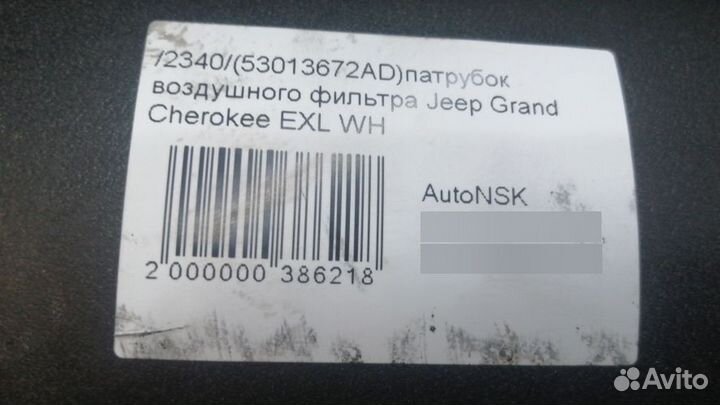 /2340/(53013672AD)патрубок
воздушного фильтра Jeep Grand
Cherokee EXL WH
AutoNSK
2 000000 386218
Avito